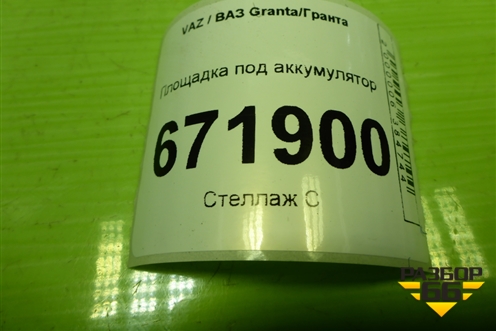 VAZ / ВАЗ Granta/Гранта
Площадка под аккумулятор
671900
Стеллаж С
РАЗБОР
66